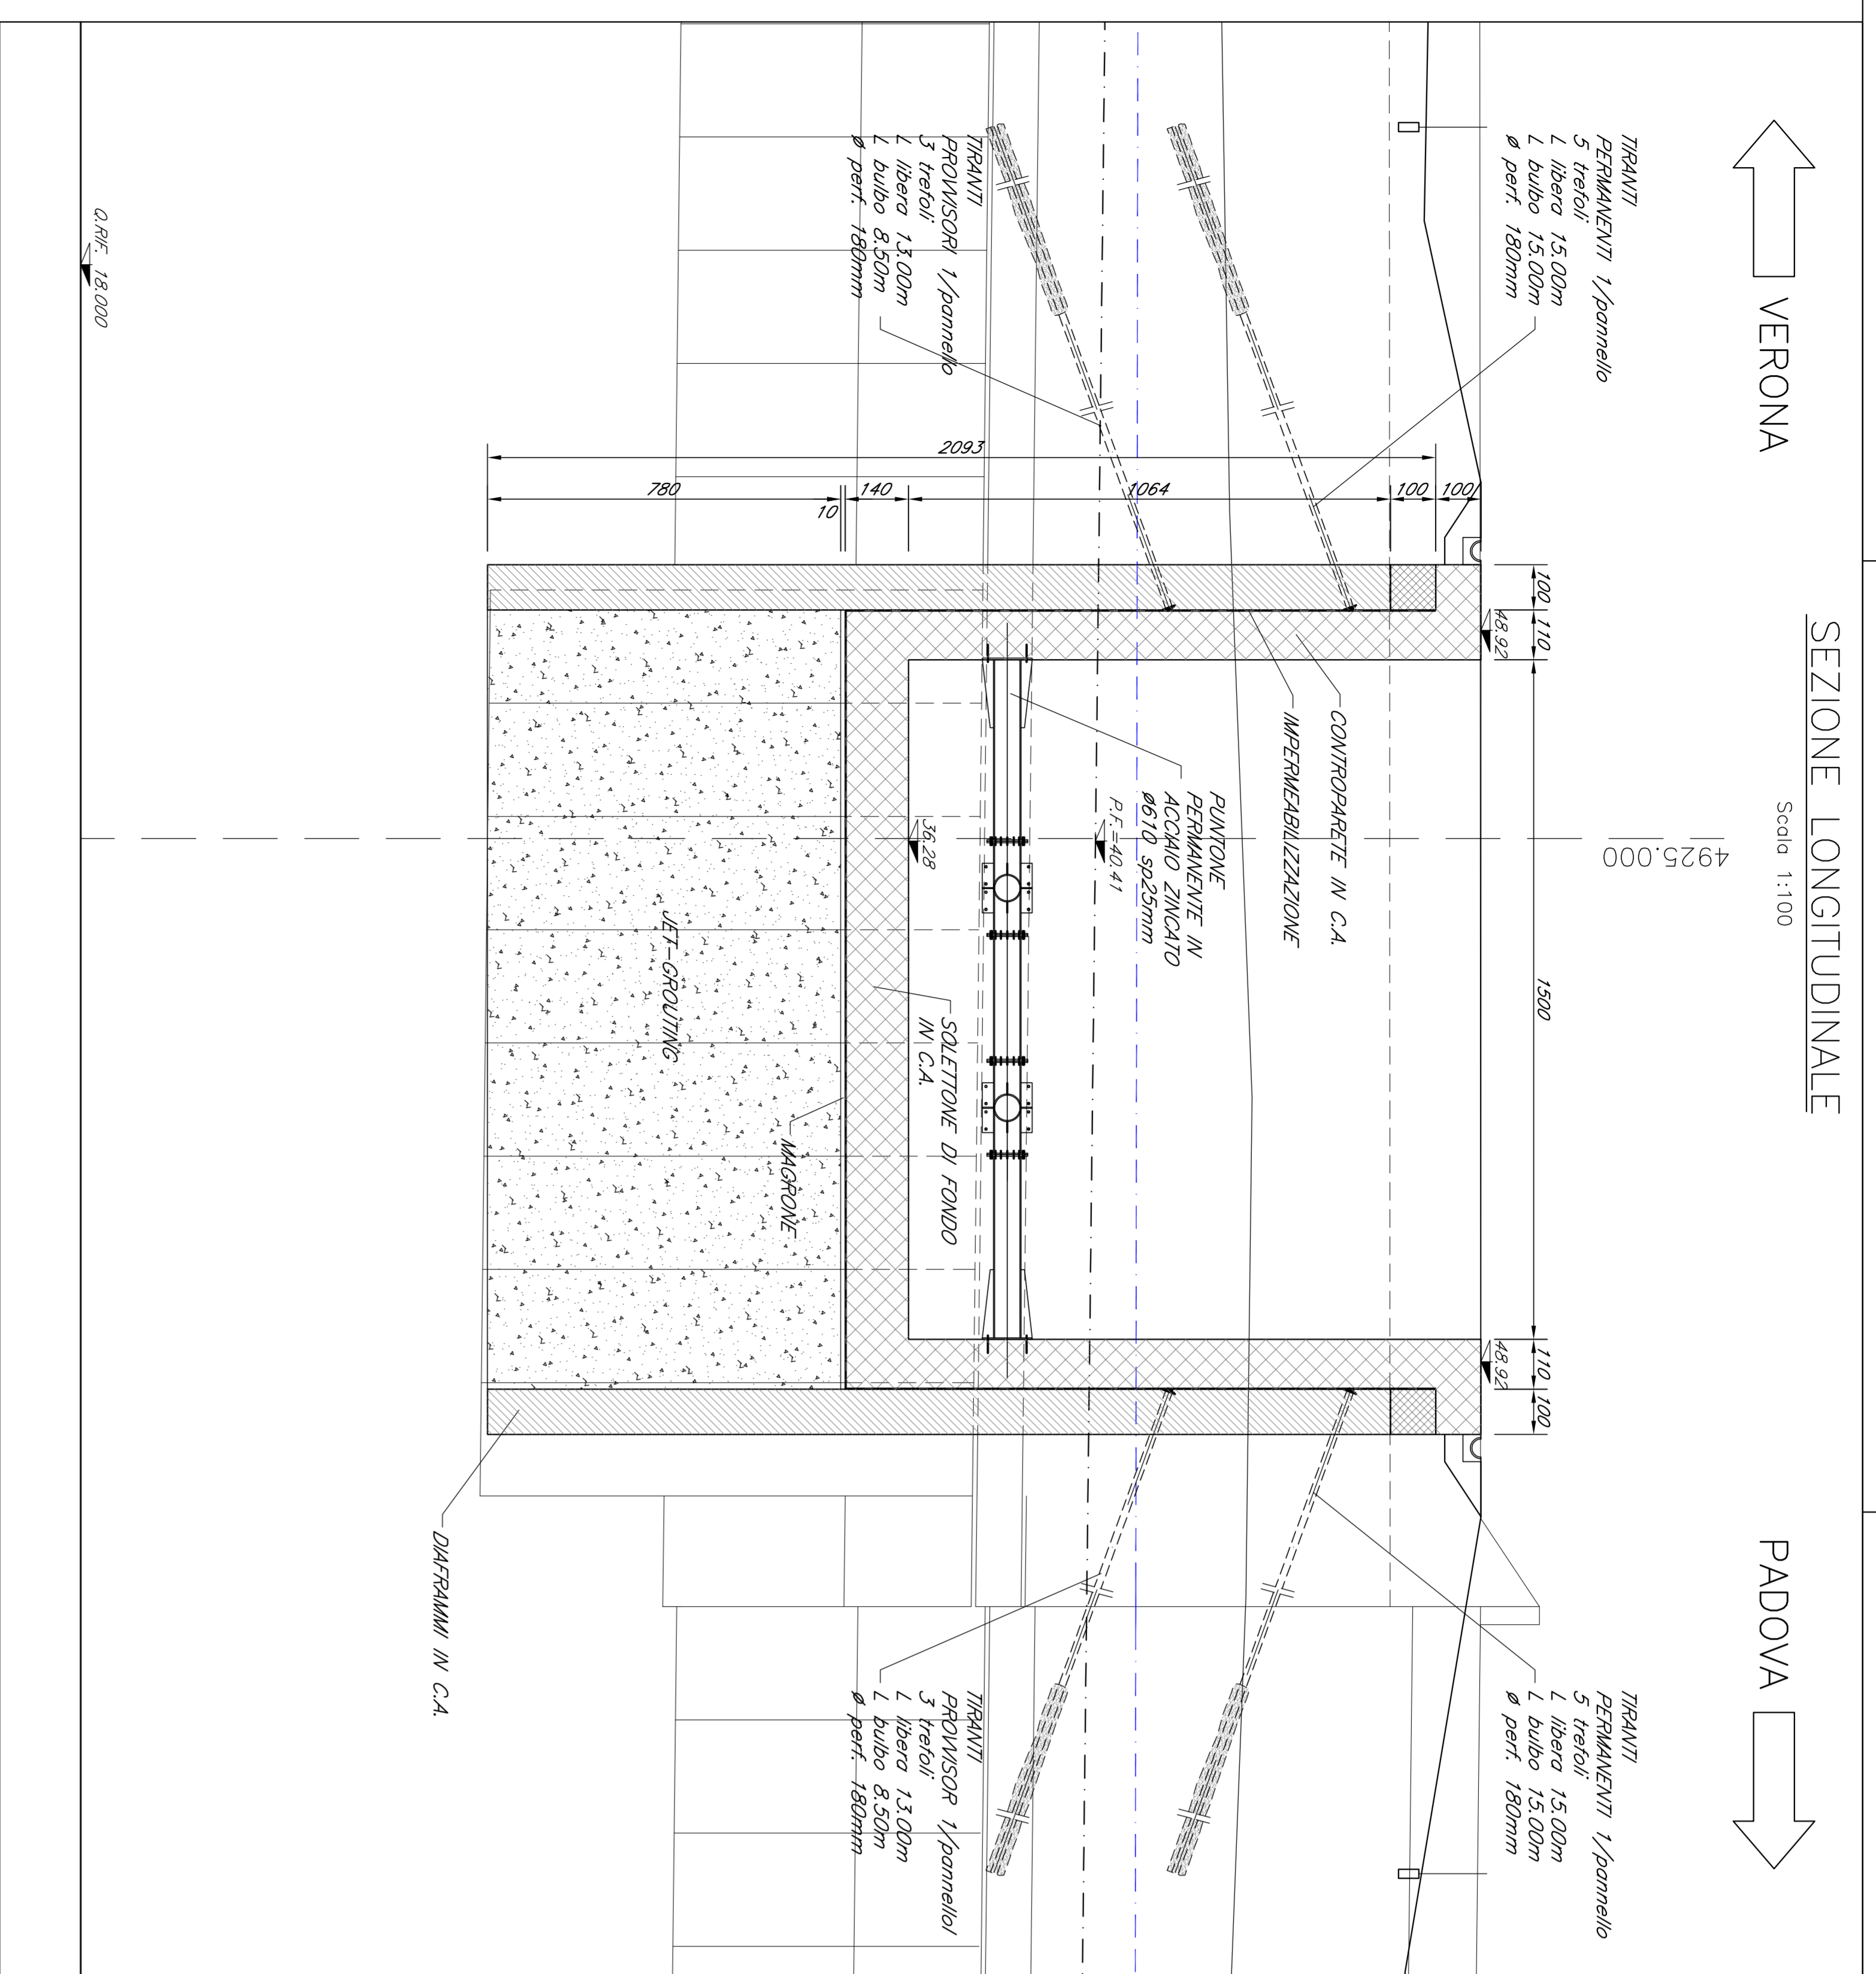 SEZIONE LONGITUDINALE
Scala 1:100
VERONA
PADOVA
4925.000
TIRANTI
PERMANENTI 1/pannello
5 trefoli
L libera 15.00m
L bulbo 15.00m
ø perf. 180mm
TIRANTI
PERMANENTI 1/pannello
5 trefoli
L libera 15.00m
L bulbo 15.00m
ø perf. 180mm
100
110
1500
110
100
48.92
48.92
100
100
1064
140
10
780
2093
CONTROPARETE IN C.A.
IMPERMEABILIZZAZIONE
PUNTONE
PERMANENTE IN
ACCIAIO ZINCATO
ø610 sp25mm
P.F.=40.41
TIRANTI
PROVVISORI 1/pannello
3 trefoli
L libera 13.00m
L bulbo 8.50m
ø perf. 180mm
TIRANTI
PROVVISOR 1/pannellol
3 trefoli
L libera 13.00m
L bulbo 8.50m
ø perf. 180mm
36.28
SOLETTONE DI FONDO
IN C.A.
MAGRONE
JET-GROUTING
DIAFRAMMI IN C.A.
Q.RIF. 18.000